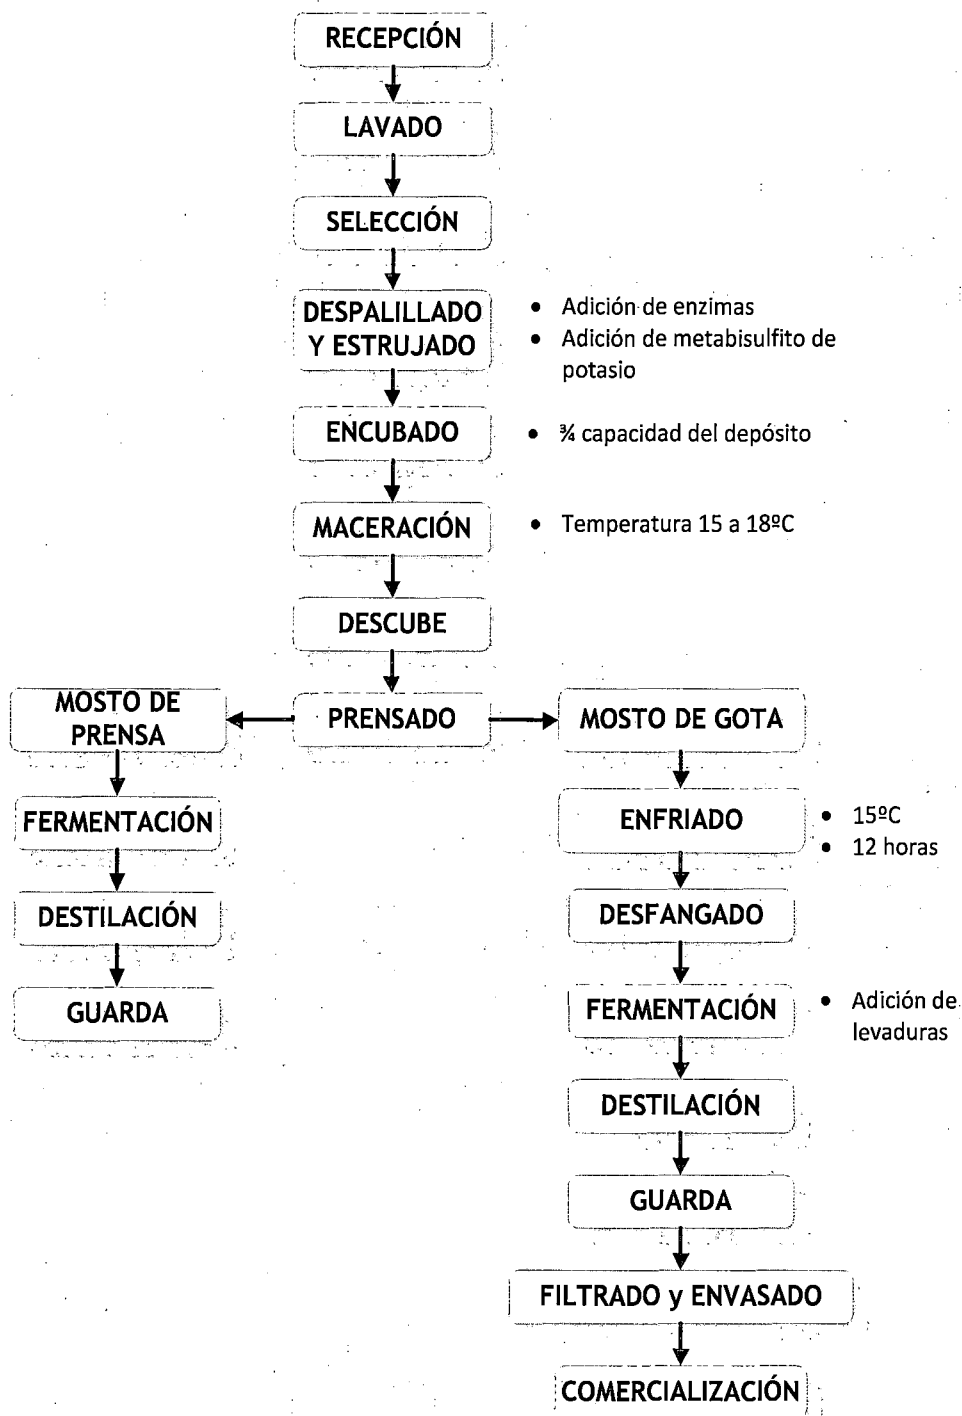 RECEPCIÓN
LAVADO
SELECCIÓN
DESPALILLADO
Y ESTRUJADO
• Adición de enzimas
• Adición de metabisulfito de
potasio
ENCUBADO
• ¾ capacidad del depósito
MACERACIÓN
• Temperatura 15 a 18ºC
DESCUBE
PRENSADO
MOSTO DE
PRENSA
FERMENTACIÓN
DESTILACIÓN
GUARDA
MOSTO DE GOTA
ENFRIADO
• 15ºC
• 12 horas
DESFANGADO
FERMENTACIÓN
• Adición de
levaduras
DESTILACIÓN
GUARDA
FILTRADO y ENVASADO
COMERCIALIZACIÓN